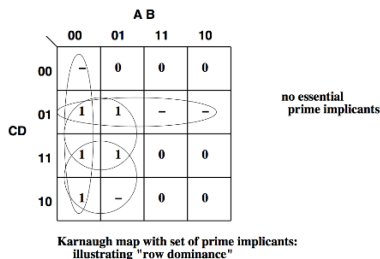 A B
00 01 11 10
00 – 0 0 0
01 1 1 – –
CD
11 1 1 0 0
10 1 – 0 0
no essential
prime implicants
Karnaugh map with set of prime implicants:
illustrating "row dominance"